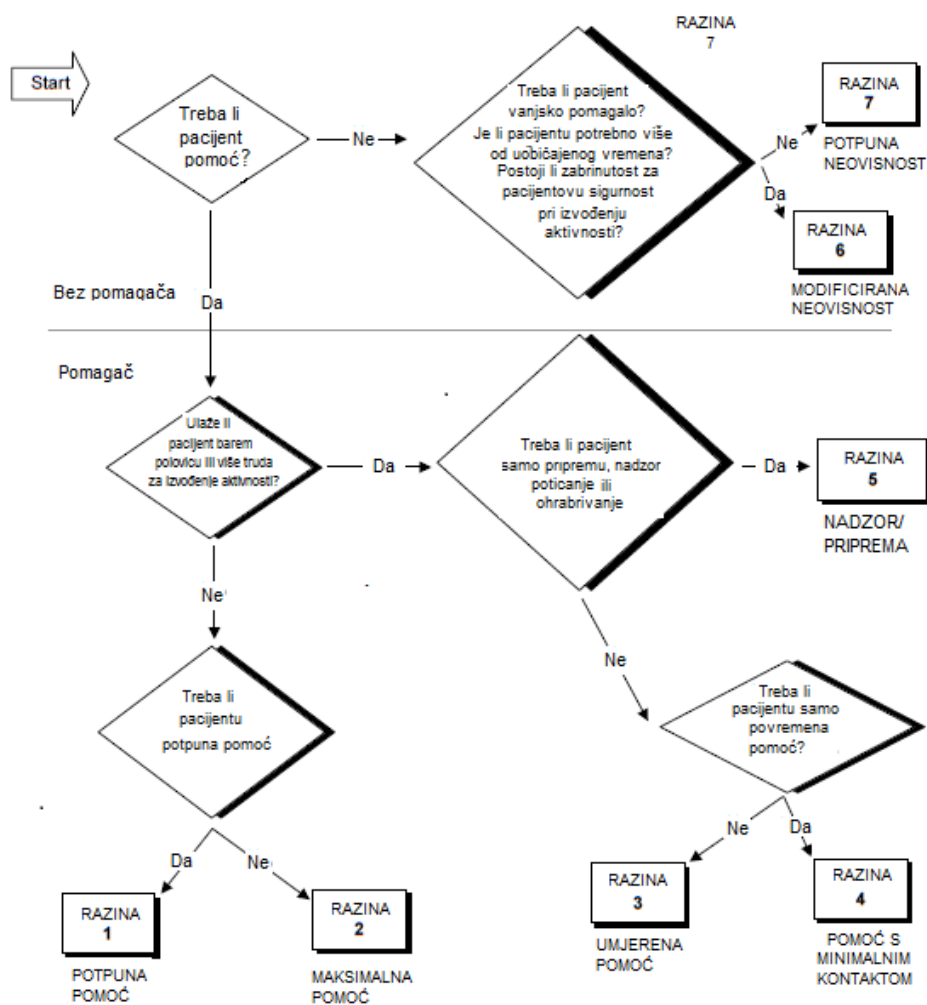 RAZINA
7
Start
Treba li
pacijent
pomoć?
Ne
Treba li pacijent
vanjsko pomagalo?
Je li pacijentu potrebno više
od uobičajenog vremena?
Postoji li zabrinutost za
pacijentovu sigurnost
pri izvođenju
aktivnosti?
Ne
RAZINA
7
POTPUNA
NEOVISNOST
Da
RAZINA
6
MODIFICIRANA
NEOVISNOST
Bez pomagača
Da
Pomagač
Ulaže li
pacijent barem
polovicu ili više truda
za izvođenje aktivnosti?
Da
Treba li pacijent
samo pripremu, nadzor
poticanje ili
ohrabrivanje
Da
RAZINA
5
NADZOR/
PRIPREMA
Ne
Ne
Treba li
pacijentu
potpuna pomoć
Treba li
pacijentu samo
povremena
pomoć?
Da
Ne
Ne
Da
RAZINA
1
POTPUNA
POMOĆ
RAZINA
2
MAKSIMALNA
POMOĆ
RAZINA
3
UMJERENA
POMOĆ
RAZINA
4
POMOĆ S
MINIMALNIM
KONTAKTOM